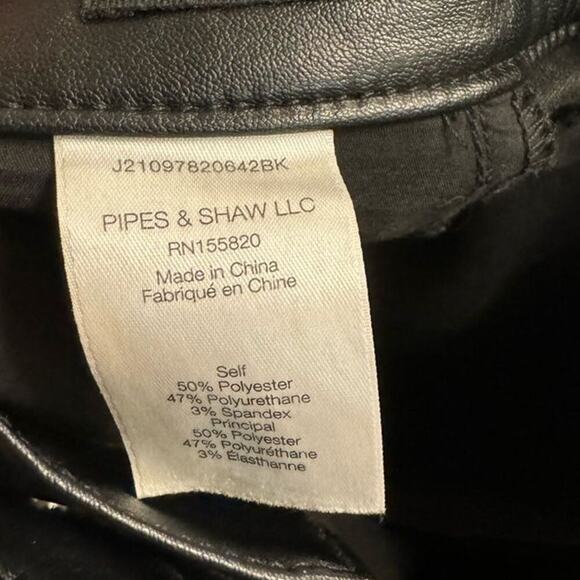 J21097820642BK
PIPES & SHAW LLC
RN155820
Made in China
Fabriqué en Chine
Self
50% Polyester
47% Polyurethane
3% Spandex
Principal
50% Polyester
47% Polyuréthane
3% Élasthanne